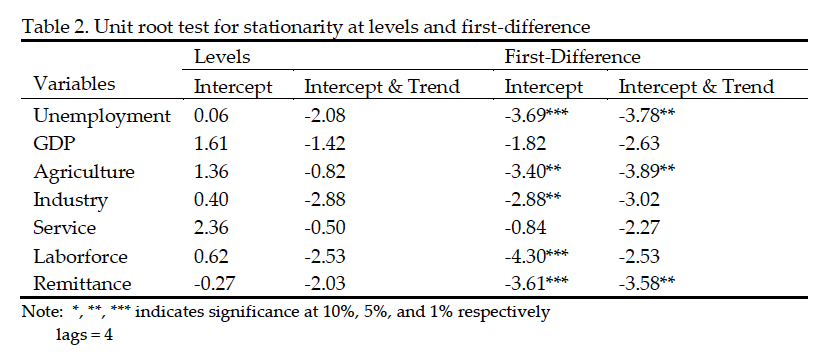 Table 2. Unit root test for stationarity at levels and first-difference
Levels First-Difference
Variables Intercept Intercept & Trend Intercept Intercept & Trend
Unemployment 0.06 -2.08 -3.69*** -3.78**
GDP 1.61 -1.42 -1.82 -2.63
Agriculture 1.36 -0.82 -3.40** -3.89**
Industry 0.40 -2.88 -2.88** -3.02
Service 2.36 -0.50 -0.84 -2.27
Laborforce 0.62 -2.53 -4.30*** -2.53
Remittance -0.27 -2.03 -3.61*** -3.58**
Note: *, **, *** indicates significance at 10%, 5%, and 1% respectively
lags = 4